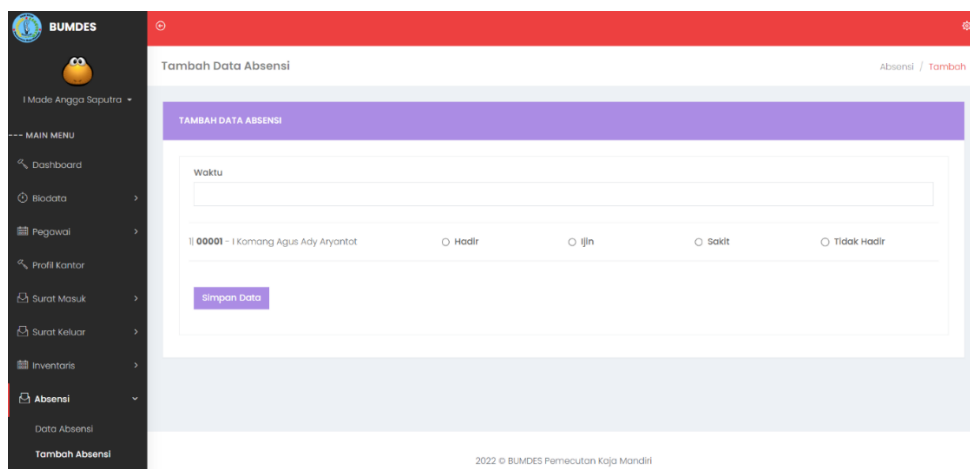 BUMDES
I Made Angga Saputra
--- MAIN MENU
Dashboard
Biodata
Pegawai
Profil Kantor
Surat Masuk
Surat Keluar
Inventaris
Absensi
Data Absensi
Tambah Absensi
Tambah Data Absensi
Absensi / Tambah
TAMBAH DATA ABSENSI
Waktu
1| 00001 - I Komang Agus Ady Aryantot Hadir Ijin Sakit Tidak Hadir
Simpan Data
2022 © BUMDES Pemecutan Kaja Mandiri